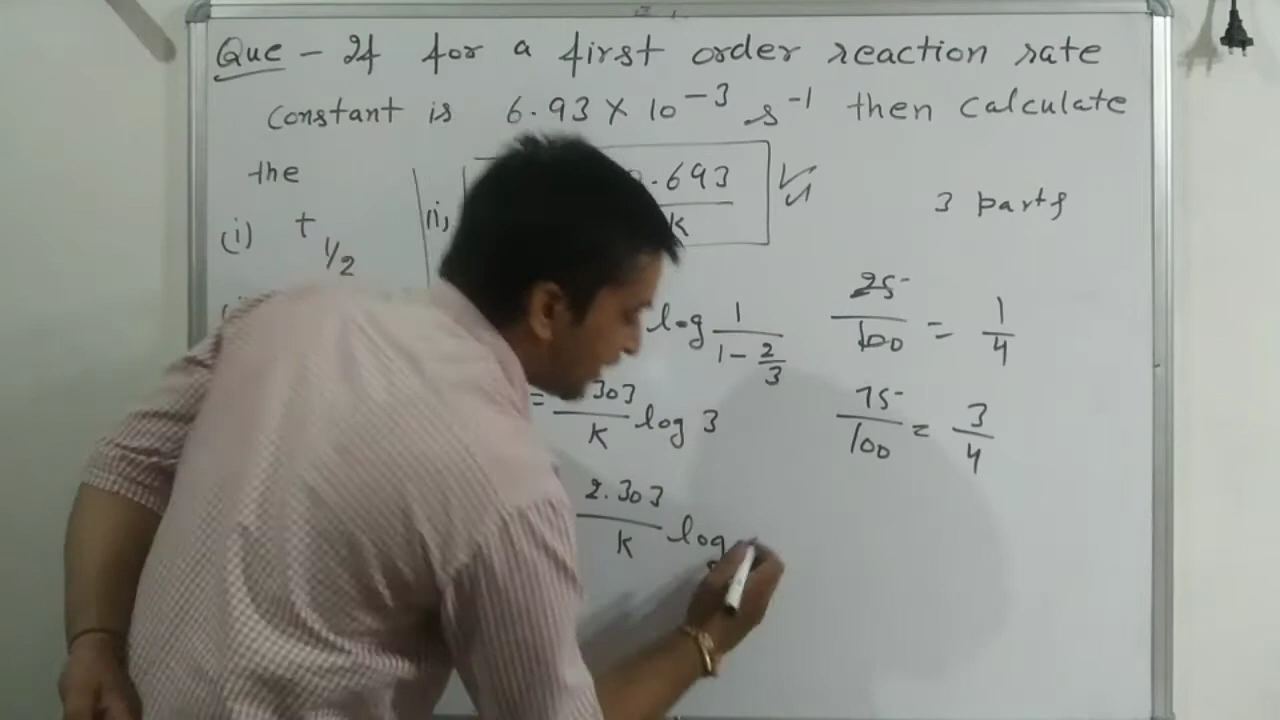 Que - If for a first order reaction rate
constant is 6.93 × 10⁻³ s⁻¹ then calculate
the
(i) t 1/2
(i)
.693 / K
3 parts
log 1 / 1 - 2/3
= 303 / K log 3
2.303 / K log
25 / 100 = 1 / 4
75 / 100 = 3 / 4